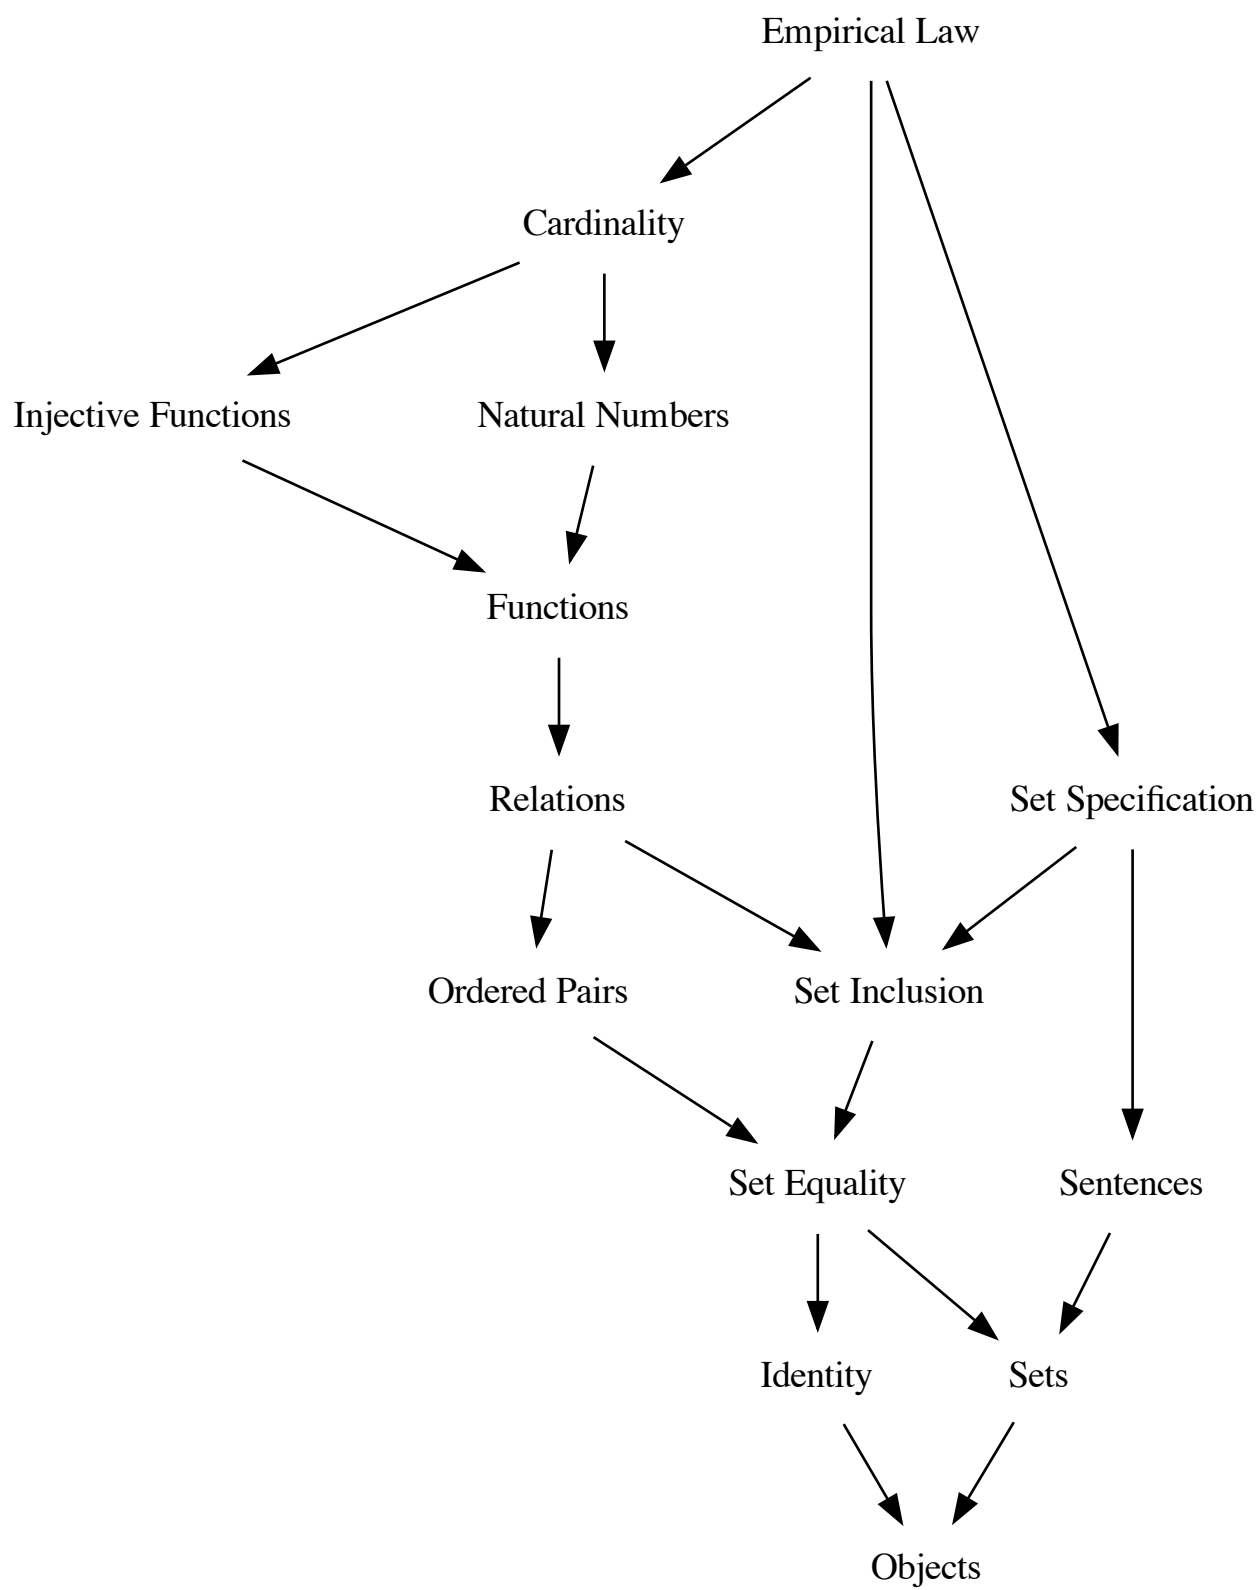 Empirical Law
Cardinality
Injective Functions
Natural Numbers
Functions
Relations
Set Specification
Ordered Pairs
Set Inclusion
Set Equality
Sentences
Identity
Sets
Objects